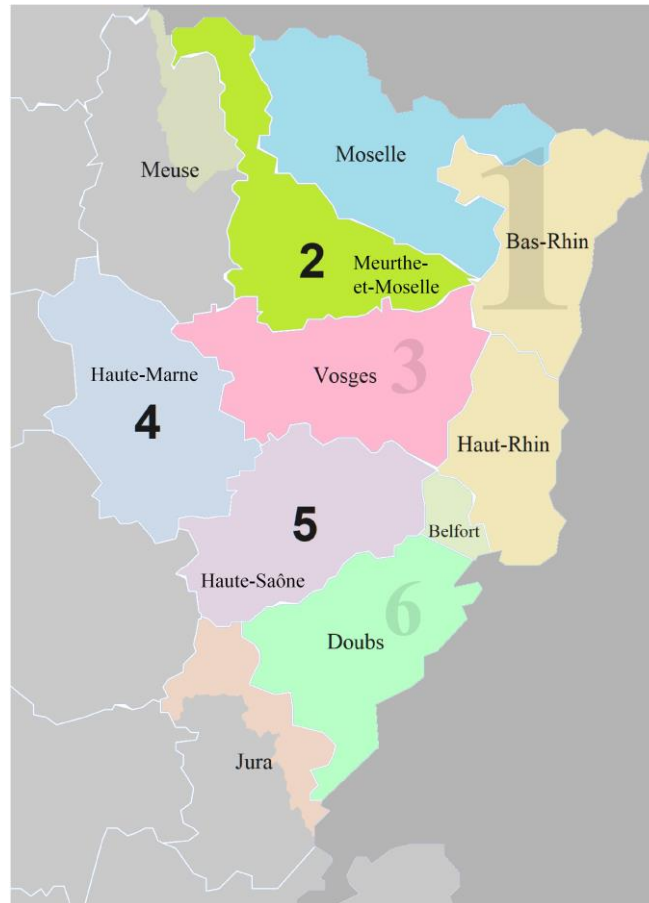 Moselle
Meuse
1
Bas-Rhin
2
Meurthe-
et-Moselle
Haute-Marne
Vosges
3
4
Haut-Rhin
5
Belfort
Haute-Saône
6
Doubs
Jura